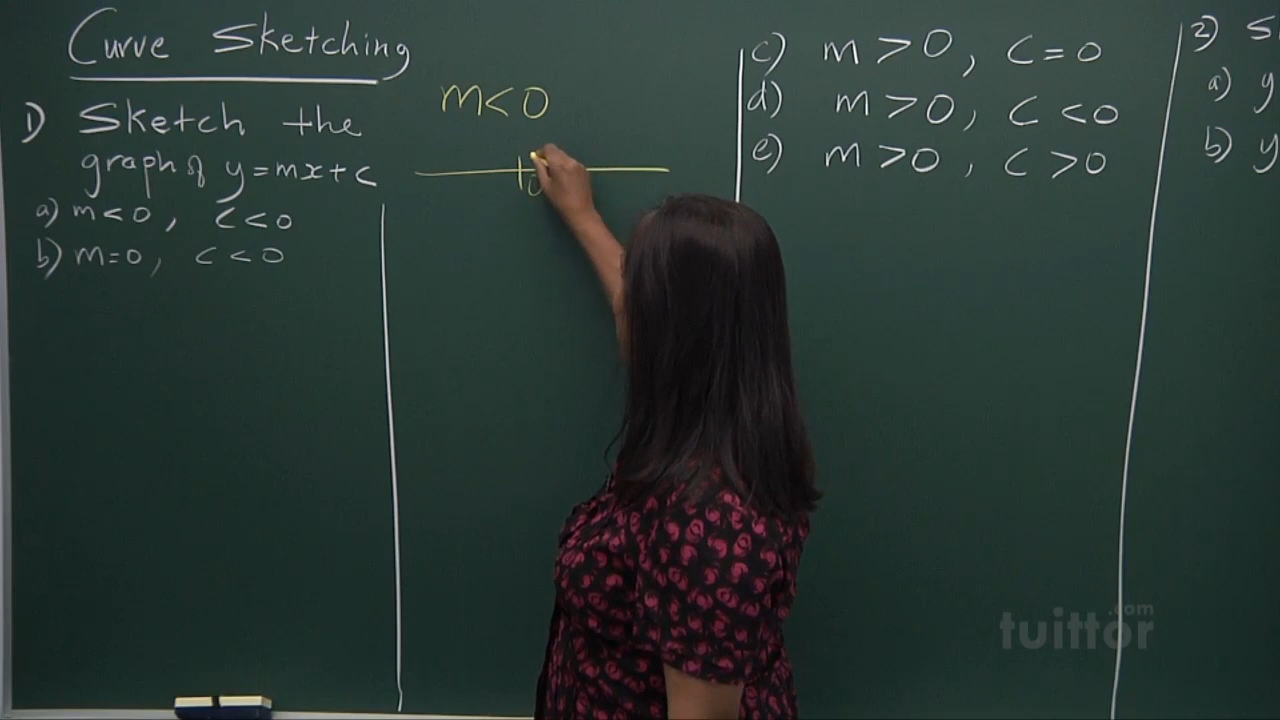 Curve Sketching
1) Sketch the
graph of y=mx+c
a) m<0, c<0
b) m=0, c<0
m<0
0
c) m>0, c=0
d) m>0, c<0
e) m>0, c>0
2)
a) y
b) y
tuittor.com